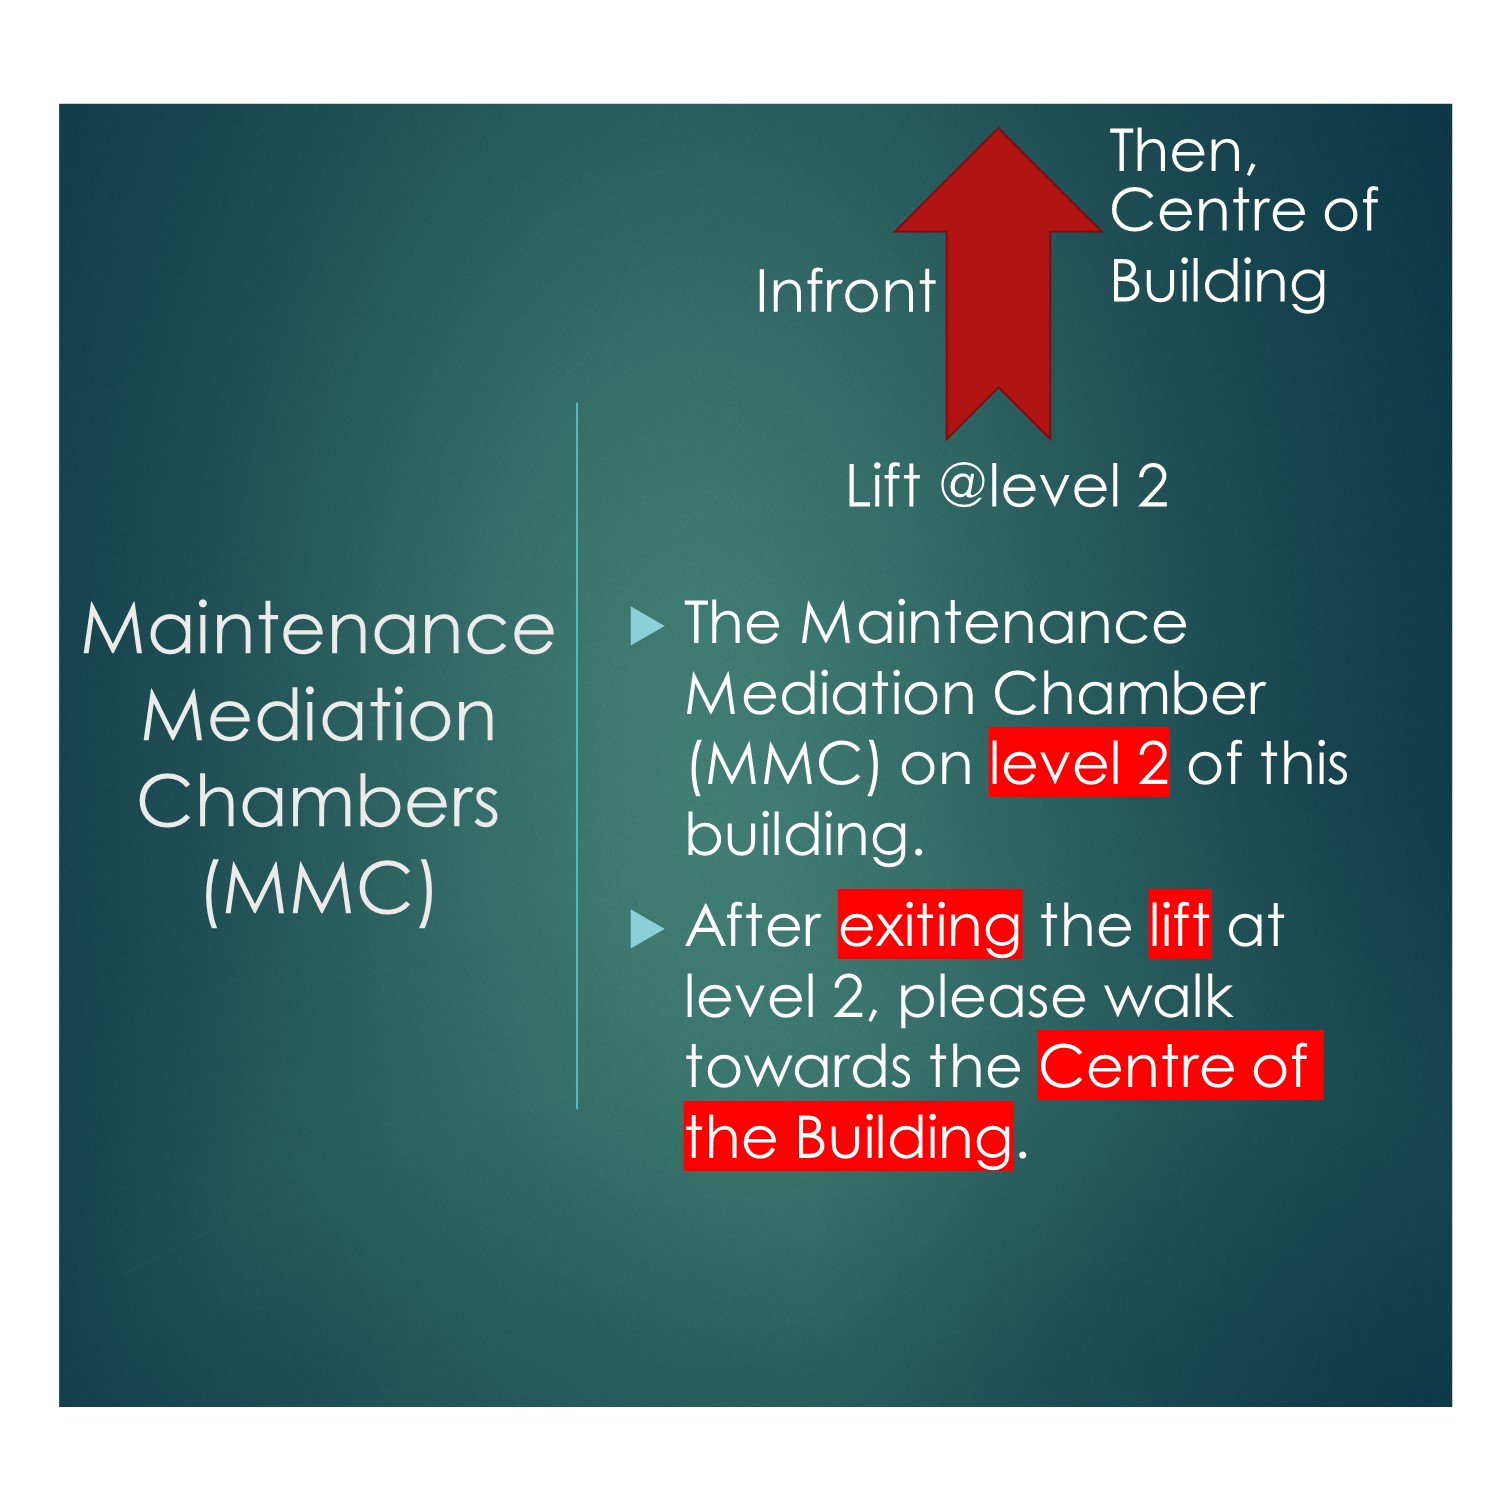 Maintenance
Mediation
Chambers
(MMC)
Then,
Centre of
Building
Infront
Lift @level 2
The Maintenance
Mediation Chamber
(MMC) on level 2 of this
building.
After exiting the lift at
level 2, please walk
towards the Centre of
the Building.